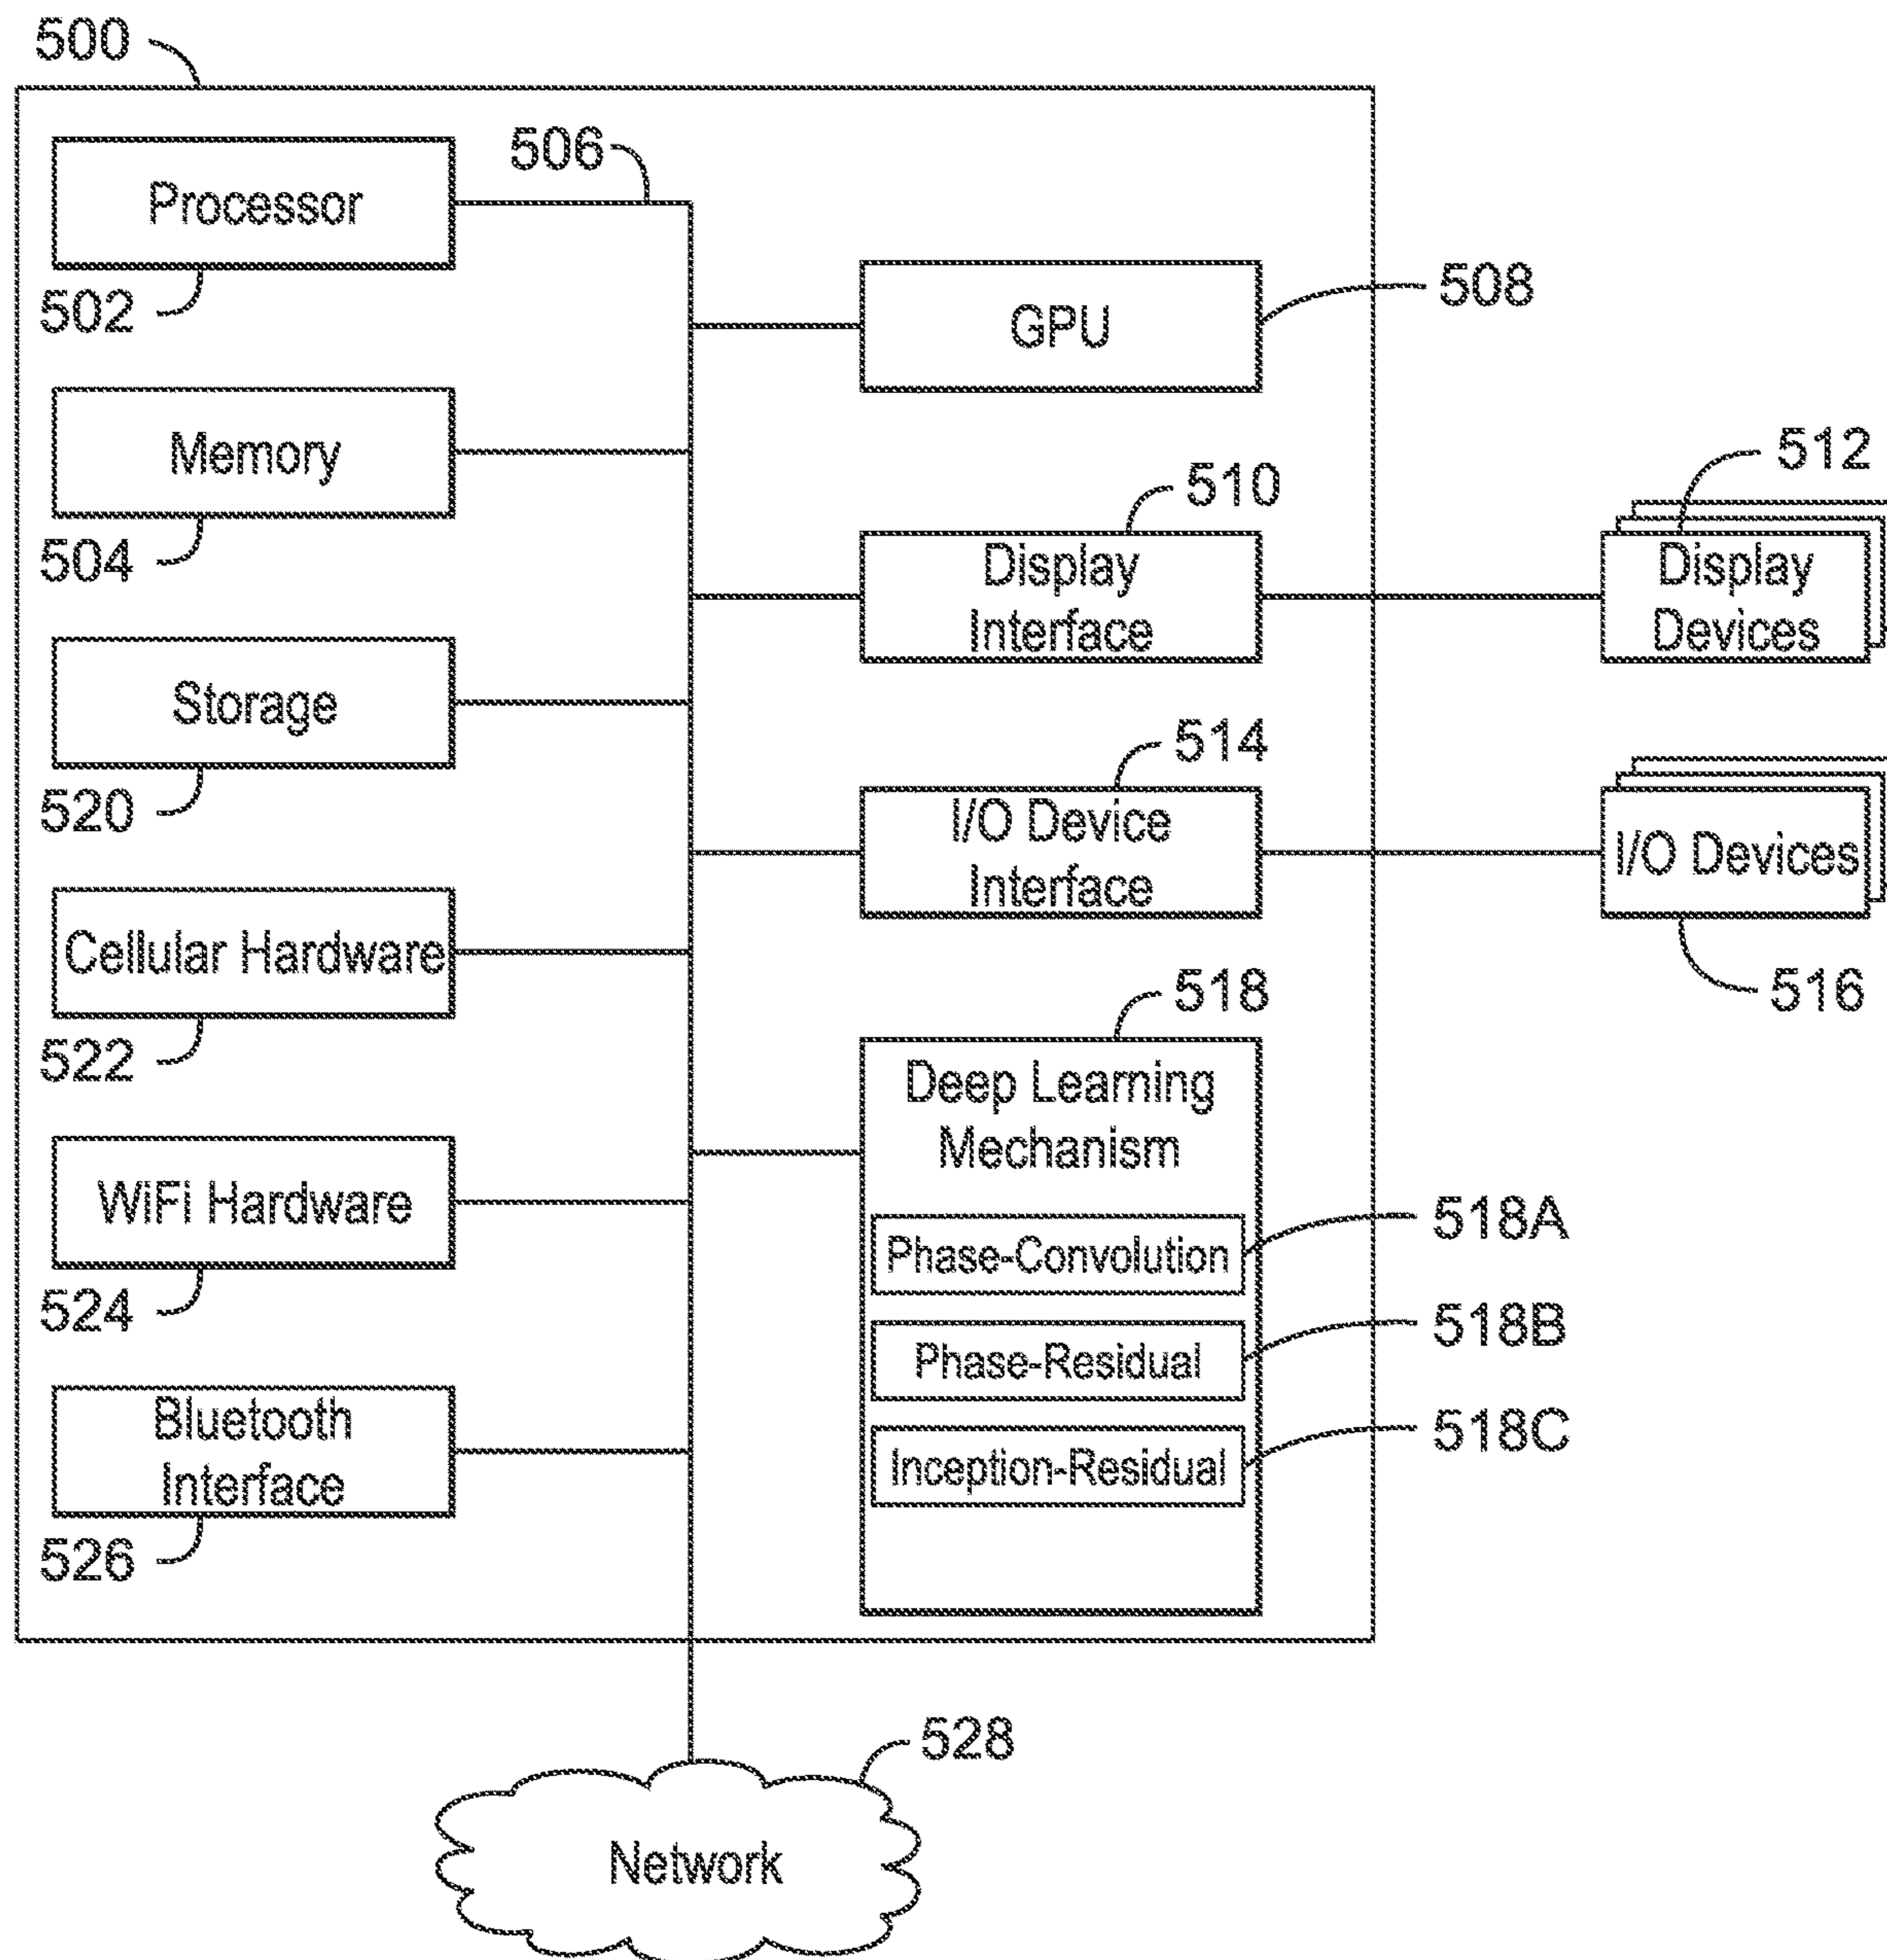 500
Processor
506
502
GPU
508
Memory
504
510
Display
Interface
512
Display
Devices
Storage
520
514
I/O Device
Interface
I/O Devices
516
Cellular Hardware
522
518
Deep Learning
Mechanism
WiFi Hardware
524
Phase-Convolution
518A
Phase-Residual
518B
Inception-Residual
518C
Bluetooth
Interface
526
528
Network